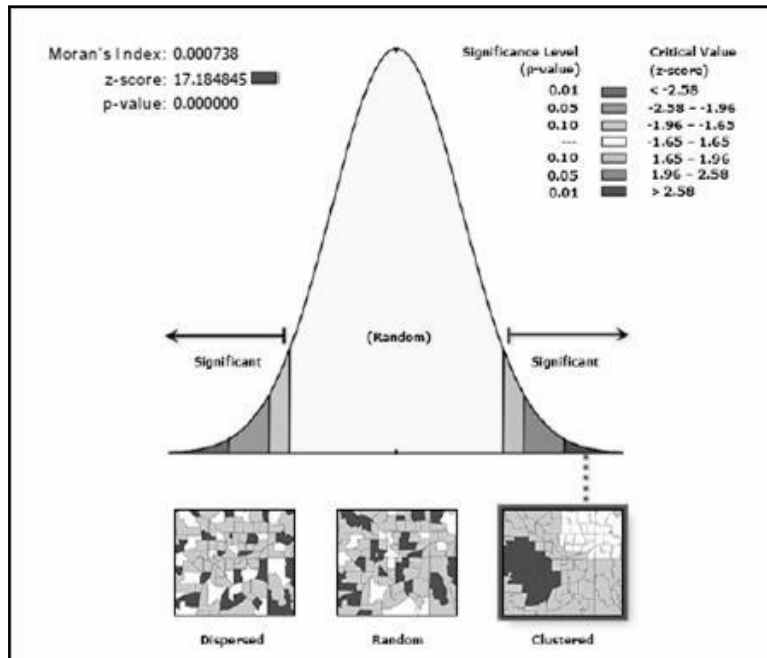 Moran's Index: 0.000738
z-score: 17.184845
p-value: 0.000000
Significance Level
(p-value)
Critical Value
(z-score)
0.01 < -2.58
0.05 -2.58 – -1.96
0.10 -1.96 – -1.65
--- -1.65 – 1.65
0.10 1.65 – 1.96
0.05 1.96 – 2.58
0.01 > 2.58
(Random)
Significant
Significant
Dispersed
Random
Clustered